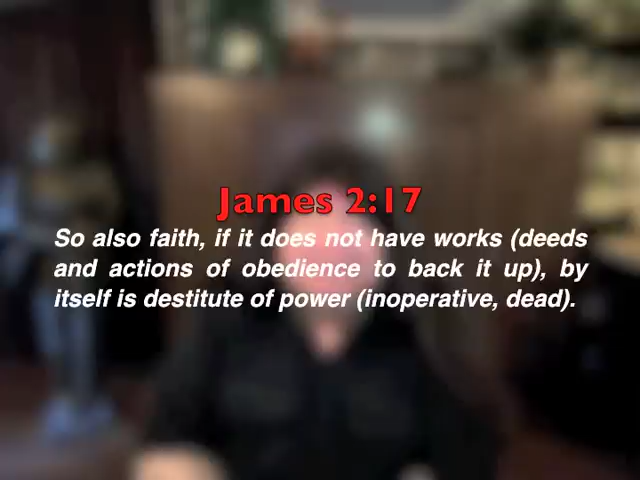 James 2:17
So also faith, if it does not have works (deeds
and actions of obedience to back it up), by
itself is destitute of power (inoperative, dead).